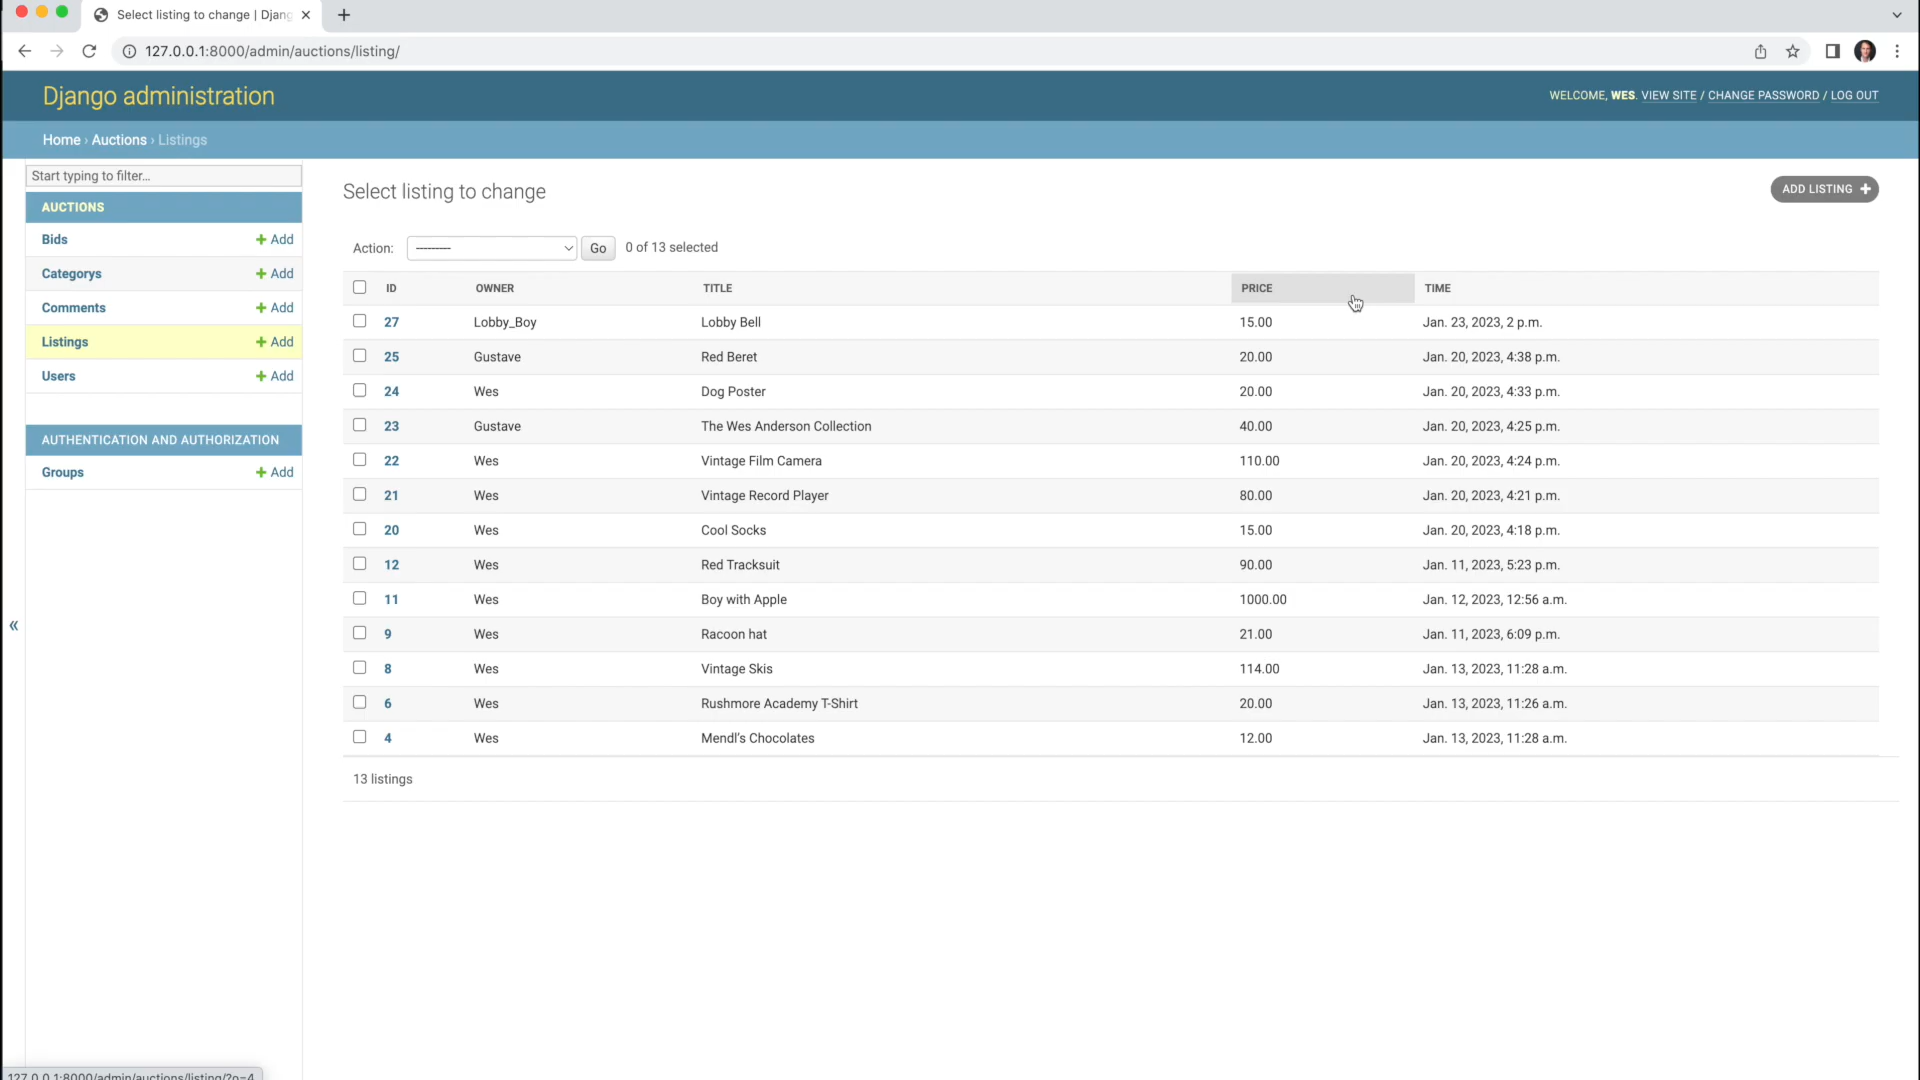 Select listing to change | Djang
127.0.0.1:8000/admin/auctions/listing/
Django administration
WELCOME, WES. VIEW SITE / CHANGE PASSWORD / LOG OUT
Home › Auctions › Listings
Start typing to filter...
AUCTIONS
Bids + Add
Categorys + Add
Comments + Add
Listings + Add
Users + Add
AUTHENTICATION AND AUTHORIZATION
Groups + Add
«
Select listing to change
ADD LISTING +
Action: --------- Go 0 of 13 selected
ID OWNER TITLE PRICE TIME
27 Lobby_Boy Lobby Bell 15.00 Jan. 23, 2023, 2 p.m.
25 Gustave Red Beret 20.00 Jan. 20, 2023, 4:38 p.m.
24 Wes Dog Poster 20.00 Jan. 20, 2023, 4:33 p.m.
23 Gustave The Wes Anderson Collection 40.00 Jan. 20, 2023, 4:25 p.m.
22 Wes Vintage Film Camera 110.00 Jan. 20, 2023, 4:24 p.m.
21 Wes Vintage Record Player 80.00 Jan. 20, 2023, 4:21 p.m.
20 Wes Cool Socks 15.00 Jan. 20, 2023, 4:18 p.m.
12 Wes Red Tracksuit 90.00 Jan. 11, 2023, 5:23 p.m.
11 Wes Boy with Apple 1000.00 Jan. 12, 2023, 12:56 a.m.
9 Wes Racoon hat 21.00 Jan. 11, 2023, 6:09 p.m.
8 Wes Vintage Skis 114.00 Jan. 13, 2023, 11:28 a.m.
6 Wes Rushmore Academy T-Shirt 20.00 Jan. 13, 2023, 11:26 a.m.
4 Wes Mendl's Chocolates 12.00 Jan. 13, 2023, 11:28 a.m.
13 listings
127.0.0.1:8000/admin/auctions/listing/?o=4